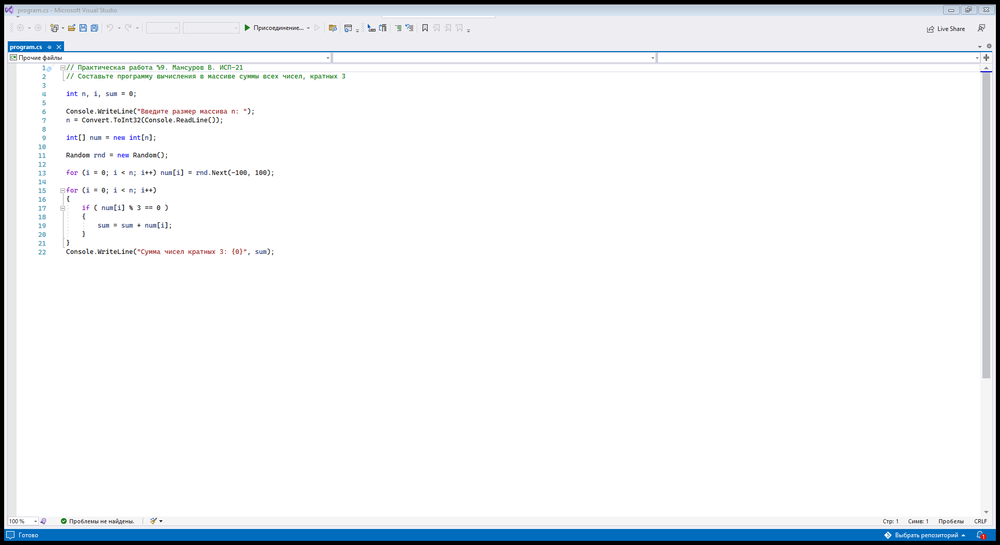 program.cs - Microsoft Visual Studio
Присоединение...
Live Share
program.cs
C# Прочие файлы
1 // Практическая работа %9. Мансуров В. ИСП-21
2 // Составьте программу вычисления в массиве суммы всех чисел, кратных 3
3
4 int n, i, sum = 0;
5
6 Console.WriteLine("Введите размер массива n: ");
7 n = Convert.ToInt32(Console.ReadLine());
8
9 int[] num = new int[n];
10
11 Random rnd = new Random();
12
13 for (i = 0; i < n; i++) num[i] = rnd.Next(-100, 100);
14
15 for (i = 0; i < n; i++)
16 {
17 if ( num[i] % 3 == 0 )
18 {
19 sum = sum + num[i];
20 }
21 }
22 Console.WriteLine("Сумма чисел кратных 3: {0}", sum);
100 % Проблемы не найдены. Стр: 1 Симв: 1 Пробелы CRLF
Готово Выбрать репозиторий 1